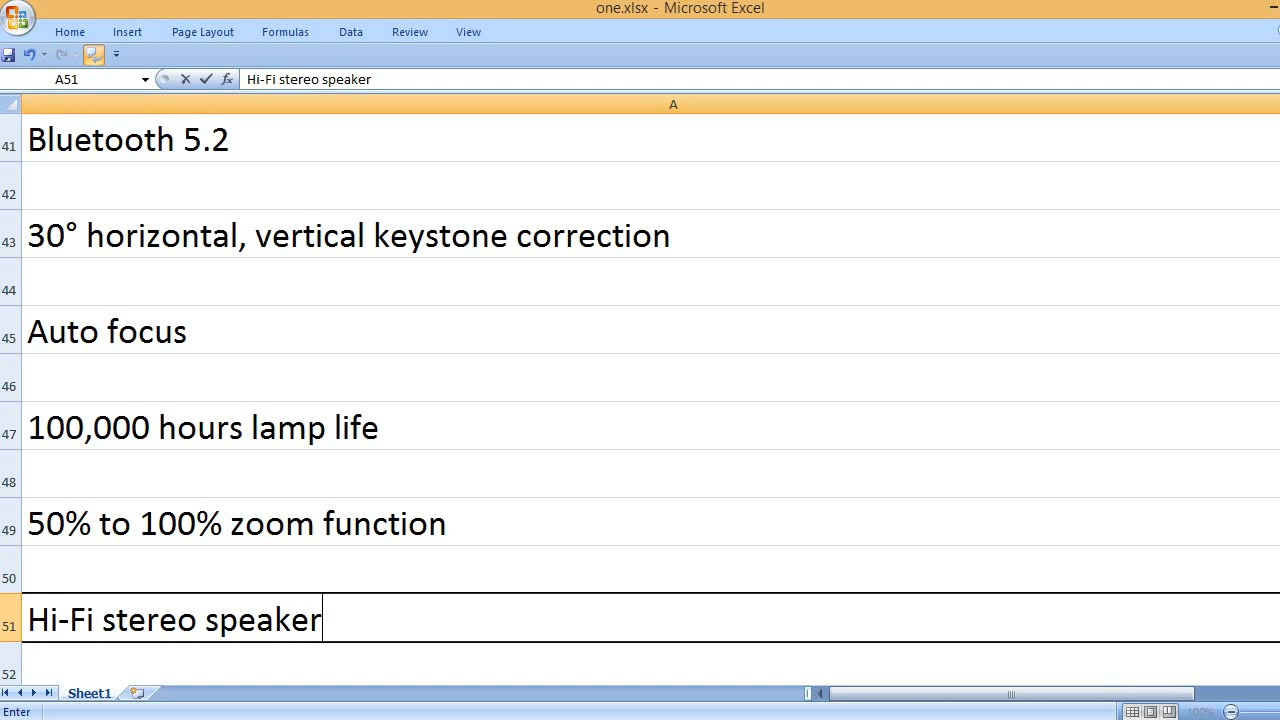 one.xlsx - Microsoft Excel
Home Insert Page Layout Formulas Data Review View
A51 fx Hi-Fi stereo speaker
A
41 Bluetooth 5.2
42
43 30° horizontal, vertical keystone correction
44
45 Auto focus
46
47 100,000 hours lamp life
48
49 50% to 100% zoom function
50
51 Hi-Fi stereo speaker
52
Sheet1
Enter 100%